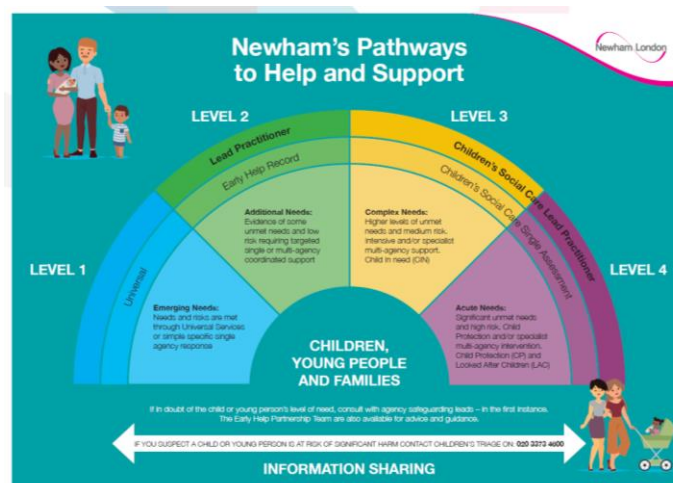 Newham's Pathways
to Help and Support
Newham London
LEVEL 2
LEVEL 3
Lead Practitioner
Early Help Record
Children's Social Care Lead Practitioner
Children's Social Care Single Assessment
Additional Needs:
Evidence of some
unmet needs and low
risk requiring targeted
single or multi-agency
coordinated support
Complex Needs:
Higher levels of unmet
needs and medium risk.
Intensive and/or specialist
multi-agency support.
Child in need (CIN)
LEVEL 1
LEVEL 4
Universal
Emerging Needs:
Needs and risks are met
through Universal Services
or simple specific single
agency response
Acute Needs:
Significant unmet needs
and high risk. Child
Protection and/or specialist
multi-agency intervention.
Child Protection (CP) and
Looked After Children (LAC)
CHILDREN,
YOUNG PEOPLE
AND FAMILIES
If in doubt of the child or young person's level of need, consult with agency safeguarding leads – in the first instance.
The Early Help Partnership Team are also available for advice and guidance.
IF YOU SUSPECT A CHILD OR YOUNG PERSON IS AT RISK OF SIGNIFICANT HARM CONTACT CHILDREN'S TRIAGE ON: 020 3373 4600
INFORMATION SHARING